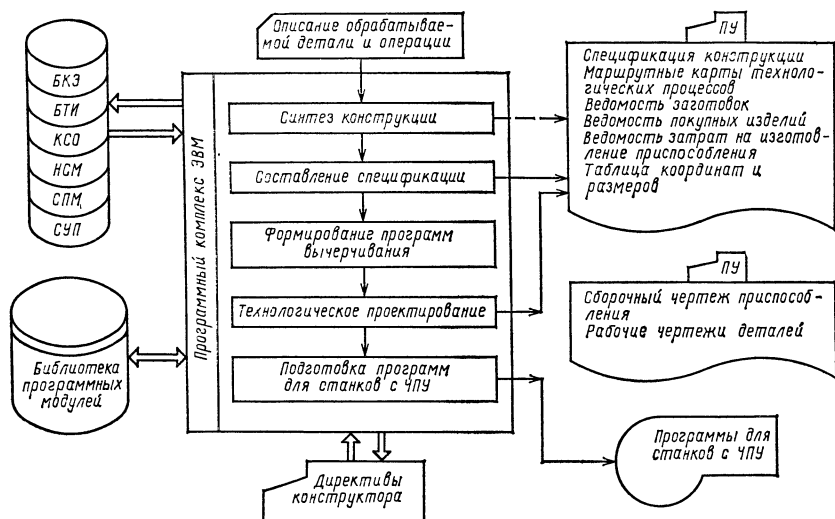 Описание обрабатывае-
мой детали и операции
БКЭ
БТИ
КСО
НСМ
СПМ
СУП
Библиотека
программных
модулей
Программный комплекс ЭВМ
Синтез конструкции
Составление спецификации
Формирование программ
вычерчивания
Технологическое проектирование
Подготовка программ
для станков с ЧПУ
Директивы
конструктора
ПУ
Спецификация конструкции
Маршрутные карты техноло-
гических процессов
Ведомость заготовок
Ведомость покупных изделий
Ведомость затрат на изготов-
ление приспособления
Таблица координат и
размеров
ПУ
Сборочный чертеж приспособ-
ления
Рабочие чертежи деталей
Программы для
станков с ЧПУ